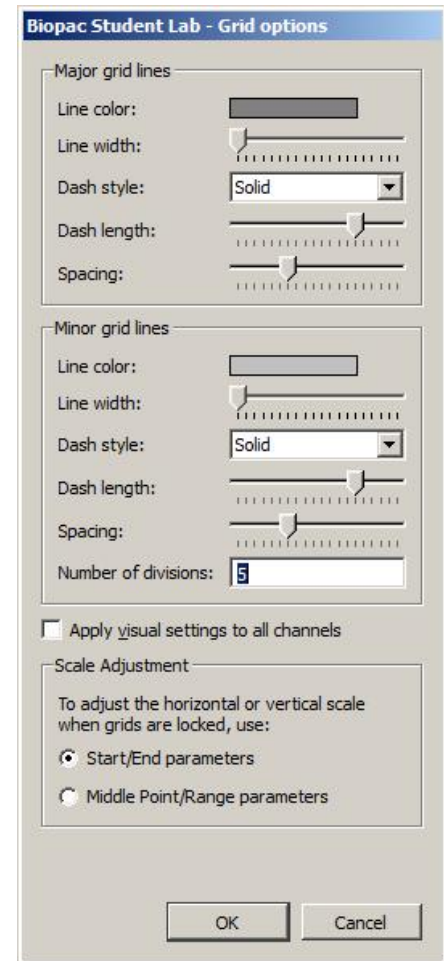 Biopac Student Lab - Grid options
Major grid lines
Line color:
Line width:
Dash style:
Solid
Dash length:
Spacing:
Minor grid lines
Line color:
Line width:
Dash style:
Solid
Dash length:
Spacing:
Number of divisions:
5
Apply visual settings to all channels
Scale Adjustment
To adjust the horizontal or vertical scale
when grids are locked, use:
Start/End parameters
Middle Point/Range parameters
OK
Cancel